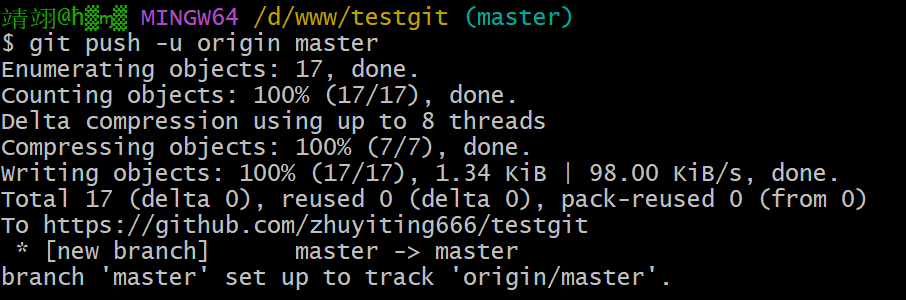 靖翊@ MINGW64 /d/www/testgit (master)
$ git push -u origin master
Enumerating objects: 17, done.
Counting objects: 100% (17/17), done.
Delta compression using up to 8 threads
Compressing objects: 100% (7/7), done.
Writing objects: 100% (17/17), 1.34 KiB | 98.00 KiB/s, done.
Total 17 (delta 0), reused 0 (delta 0), pack-reused 0 (from 0)
To https://github.com/zhuyiting666/testgit
 * [new branch]      master -> master
branch 'master' set up to track 'origin/master'.